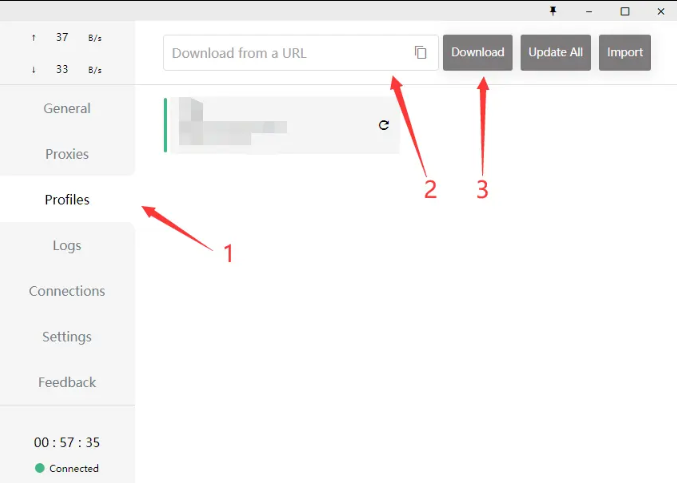 ↑ 37 B/s
↓ 33 B/s
Download from a URL
Download
Update All
Import
General
Proxies
Profiles
Logs
Connections
Settings
Feedback
1
2
3
00 : 57 : 35
Connected